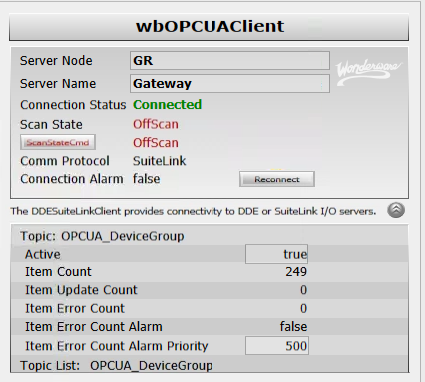 wbOPCUAClient
Server Node GR
Server Name Gateway
Wonderware
Connection Status Connected
Scan State OffScan
ScanStateCmd OffScan
Comm Protocol SuiteLink
Connection Alarm false Reconnect
The DDESuiteLinkClient provides connectivity to DDE or SuiteLink I/O servers.
Topic: OPCUA_DeviceGroup
Active true
Item Count 249
Item Update Count 0
Item Error Count 0
Item Error Count Alarm false
Item Error Count Alarm Priority 500
Topic List: OPCUA_DeviceGroup